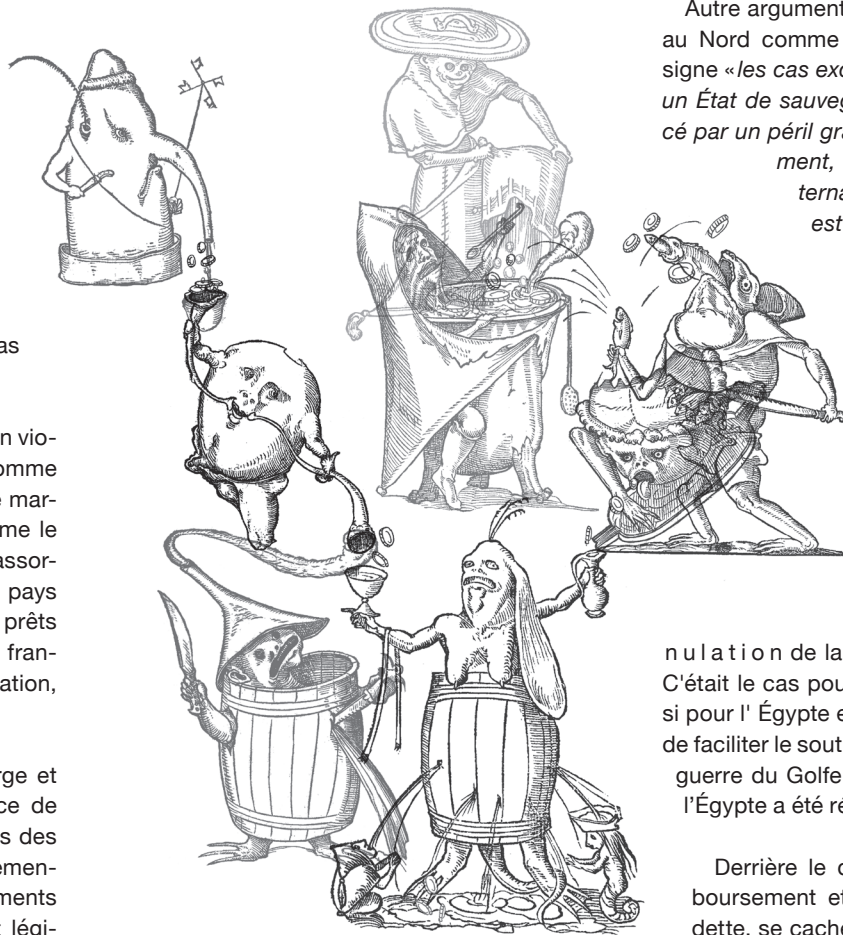 as
n vio-
omme
e mar-
me le
assor-
pays
prêts
fran-
ation,
rge et
ce de
s des
emen-
ments
t légi-
Autre argument
au Nord comme
signe «les cas exc
un État de sauveg
cé par un péril gra
ment,
terna
est
nulation de la
C'était le cas pou
si pour l' Égypte e
de faciliter le sout
guerre du Golfe
l'Égypte a été ré
Derrière le d
boursement et
dette, se cache